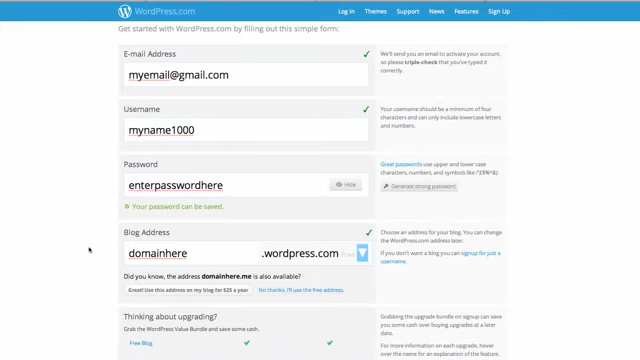 WordPress.com Log In Themes Support News Features Sign Up
Get started with WordPress.com by filling out this simple form:
E-mail Address
myemail@gmail.com
We'll send you an email to activate your account,
so please triple-check that you've typed it
correctly.
Username
myname1000
Your username should be a minimum of four
characters and can only include lowercase letters
and numbers.
Password
enterpasswordhere
Hide
Your password can be saved.
Great passwords use upper and lower case
characters, numbers, and symbols like
Generate strong password
Blog Address
domainhere .wordpress.com Free
Choose an address for your blog. You can change
the WordPress.com address later.
If you don't want a blog you can signup for just a
username.
Did you know, the address domainhere.me is also available?
Great! Use this address on my blog for $25 a year No thanks, I'll use the free address.
Thinking about upgrading?
Grab the WordPress Value Bundle and save some cash.
Free Blog
Grabbing the upgrade bundle on signup can save
you some cash over buying upgrades at a later
date.
For more information on each upgrade, hover
over the name for an explanation of the feature.